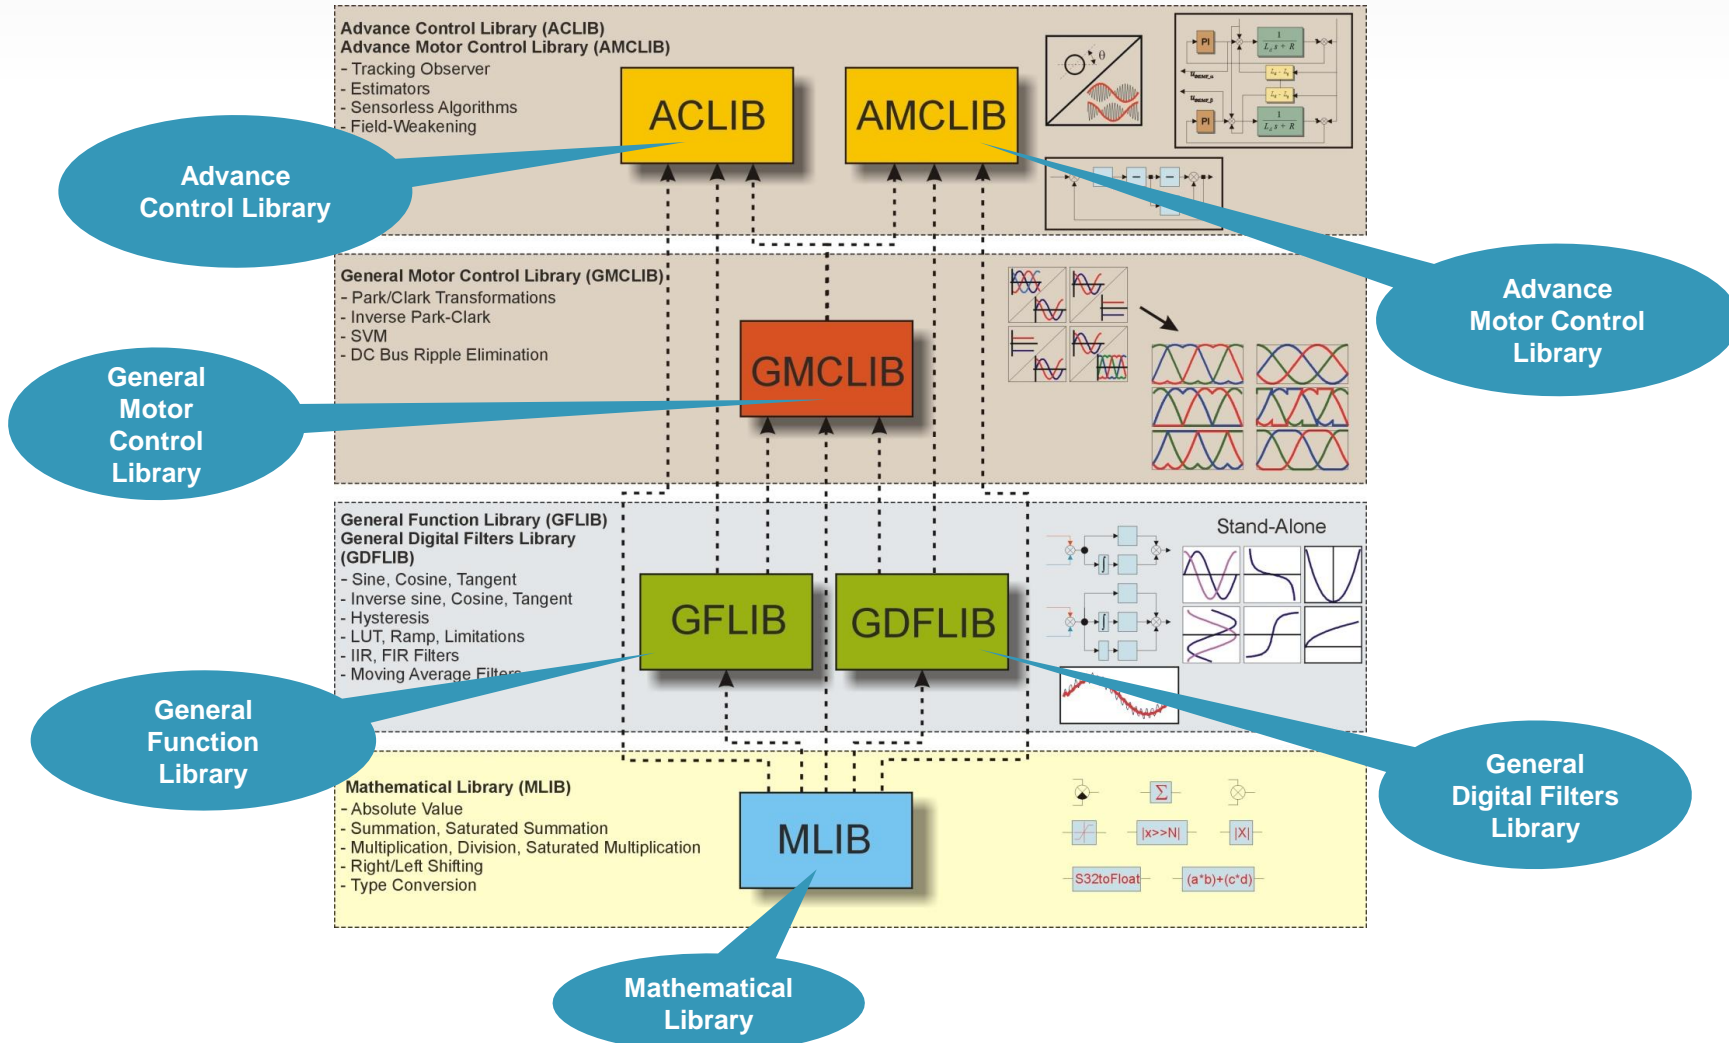 Advance Control Library (ACLIB)
Advance Motor Control Library (AMCLIB)
- Tracking Observer
- Estimators
- Sensorless Algorithms
- Field-Weakening
ACLIB
AMCLIB
θ
PI
1
L s + R
PI
1
L s + R
Advance
Control Library
General Motor Control Library (GMCLIB)
- Park/Clark Transformations
- Inverse Park-Clark
- SVM
- DC Bus Ripple Elimination
GMCLIB
Advance
Motor Control
Library
General
Motor
Control
Library
General Function Library (GFLIB)
General Digital Filters Library
(GDFLIB)
- Sine, Cosine, Tangent
- Inverse sine, Cosine, Tangent
- Hysteresis
- LUT, Ramp, Limitations
- IIR, FIR Filters
- Moving Average Filters
GFLIB
GDFLIB
Stand-Alone
∫
∫
General
Function
Library
General
Digital Filters
Library
Mathematical Library (MLIB)
- Absolute Value
- Summation, Saturated Summation
- Multiplication, Division, Saturated Multiplication
- Right/Left Shifting
- Type Conversion
MLIB
Σ
|x>>N|
|X|
S32toFloat
(a*b)+(c*d)
Mathematical
Library